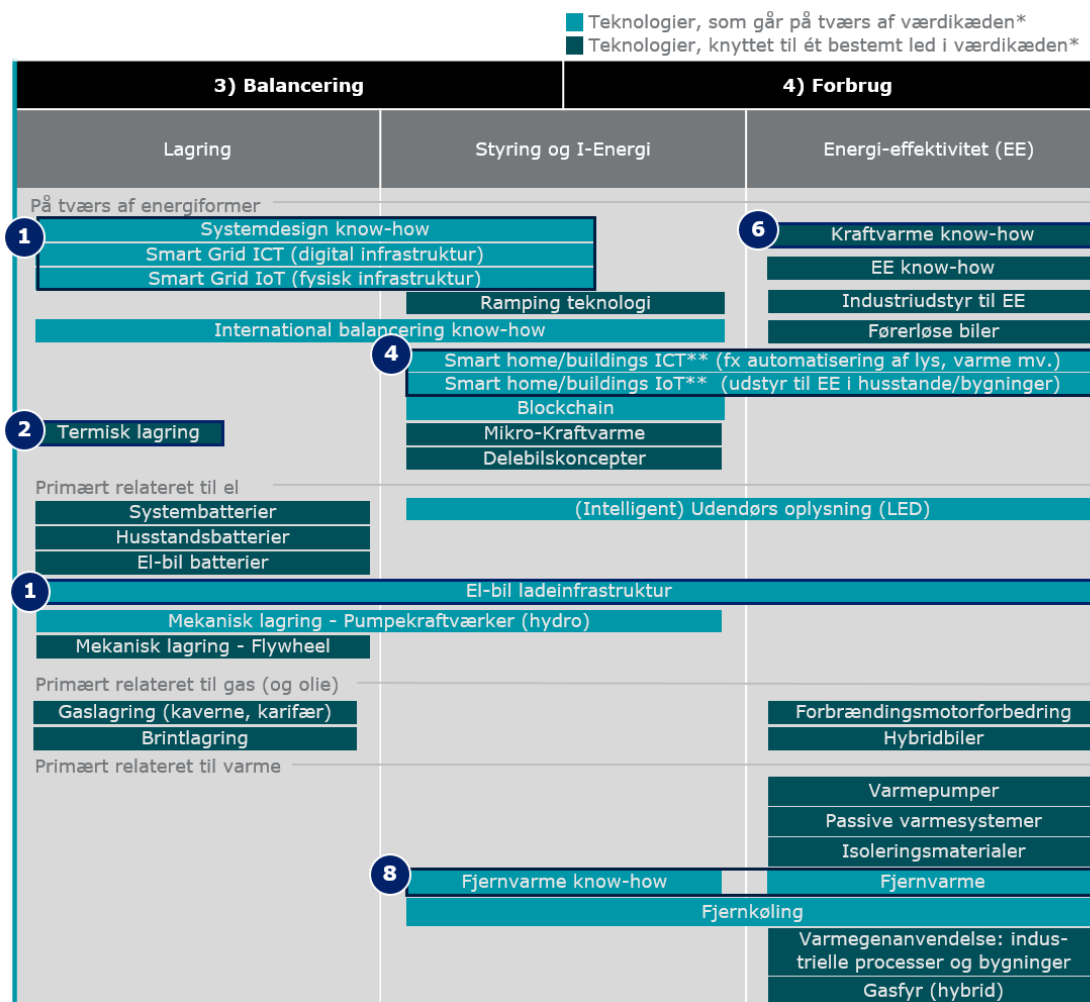 Teknologier, som går på tværs af værdikæden*
Teknologier, knyttet til ét bestemt led i værdikæden*
3) Balancering
4) Forbrug
Lagring
Styring og I-Energi
Energi-effektivitet (EE)
På tværs af energiformer
1
Systemdesign know-how
Smart Grid ICT (digital infrastruktur)
Smart Grid IoT (fysisk infrastruktur)
6
Kraftvarme know-how
EE know-how
Ramping teknologi
Industriudstyr til EE
International balancering know-how
Førerløse biler
4
Smart home/buildings ICT** (fx automatisering af lys, varme mv.)
Smart home/buildings IoT** (udstyr til EE i husstande/bygninger)
Blockchain
2
Termisk lagring
Mikro-Kraftvarme
Delebilskoncepter
Primært relateret til el
Systembatterier
(Intelligent) Udendørs oplysning (LED)
Husstandsbatterier
El-bil batterier
1
El-bil ladeinfrastruktur
Mekanisk lagring - Pumpekraftværker (hydro)
Mekanisk lagring - Flywheel
Primært relateret til gas (og olie)
Gaslagring (kaverne, karifær)
Forbrændingsmotorforbedring
Brintlagring
Hybridbiler
Primært relateret til varme
Varmepumper
Passive varmesystemer
Isoleringsmaterialer
8
Fjernvarme know-how
Fjernvarme
Fjernkøling
Varmegenanvendelse: indus-
trielle processer og bygninger
Gasfyr (hybrid)